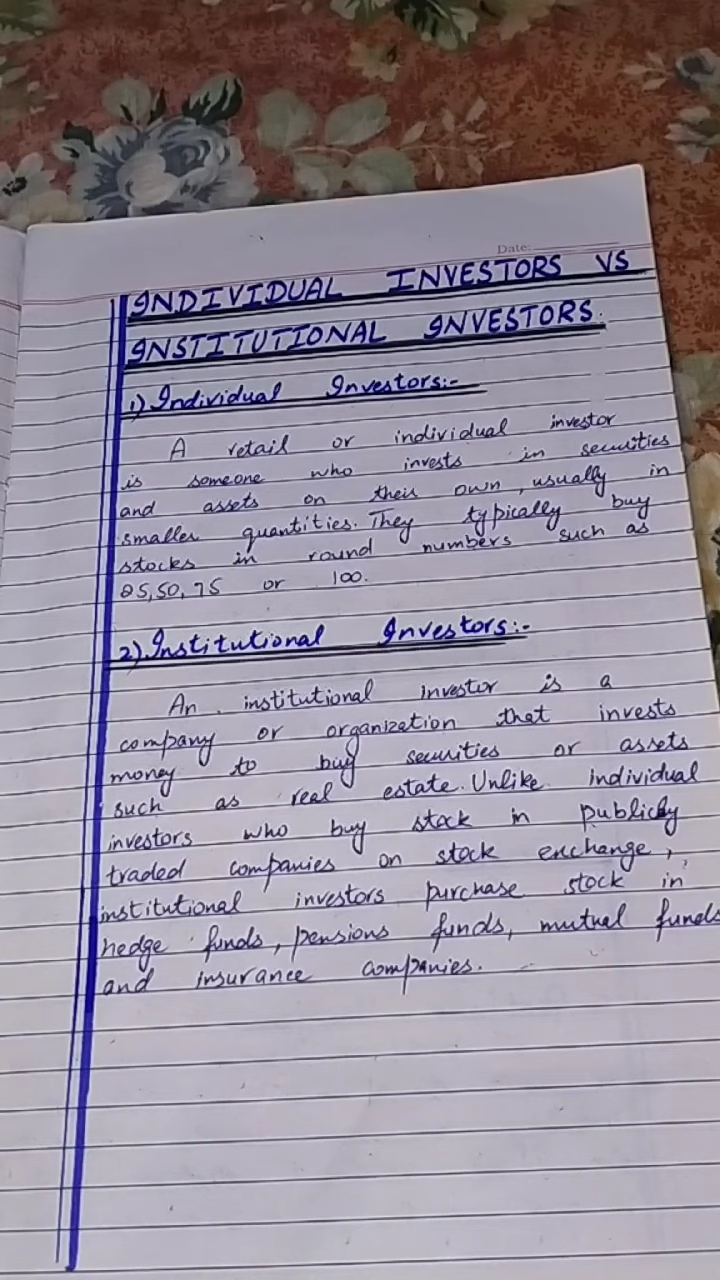 Date:
INDIVIDUAL INVESTORS VS
INSTITUTIONAL INVESTORS.
1) Individual Investors:-
A retail or individual investor
is someone who invests in securities
and assets on their own, usually in
smaller quantities. They typically buy
stocks in round numbers such as
25, 50, 75 or 100.
2) Institutional Investors:-
An institutional investor is a
company or organization that invests
money to buy securities or assets
such as real estate. Unlike individual
investors who buy stock in publicly
traded companies on stock exchange,
institutional investors purchase stock in
hedge funds, pensions funds, mutual funds
and insurance companies.